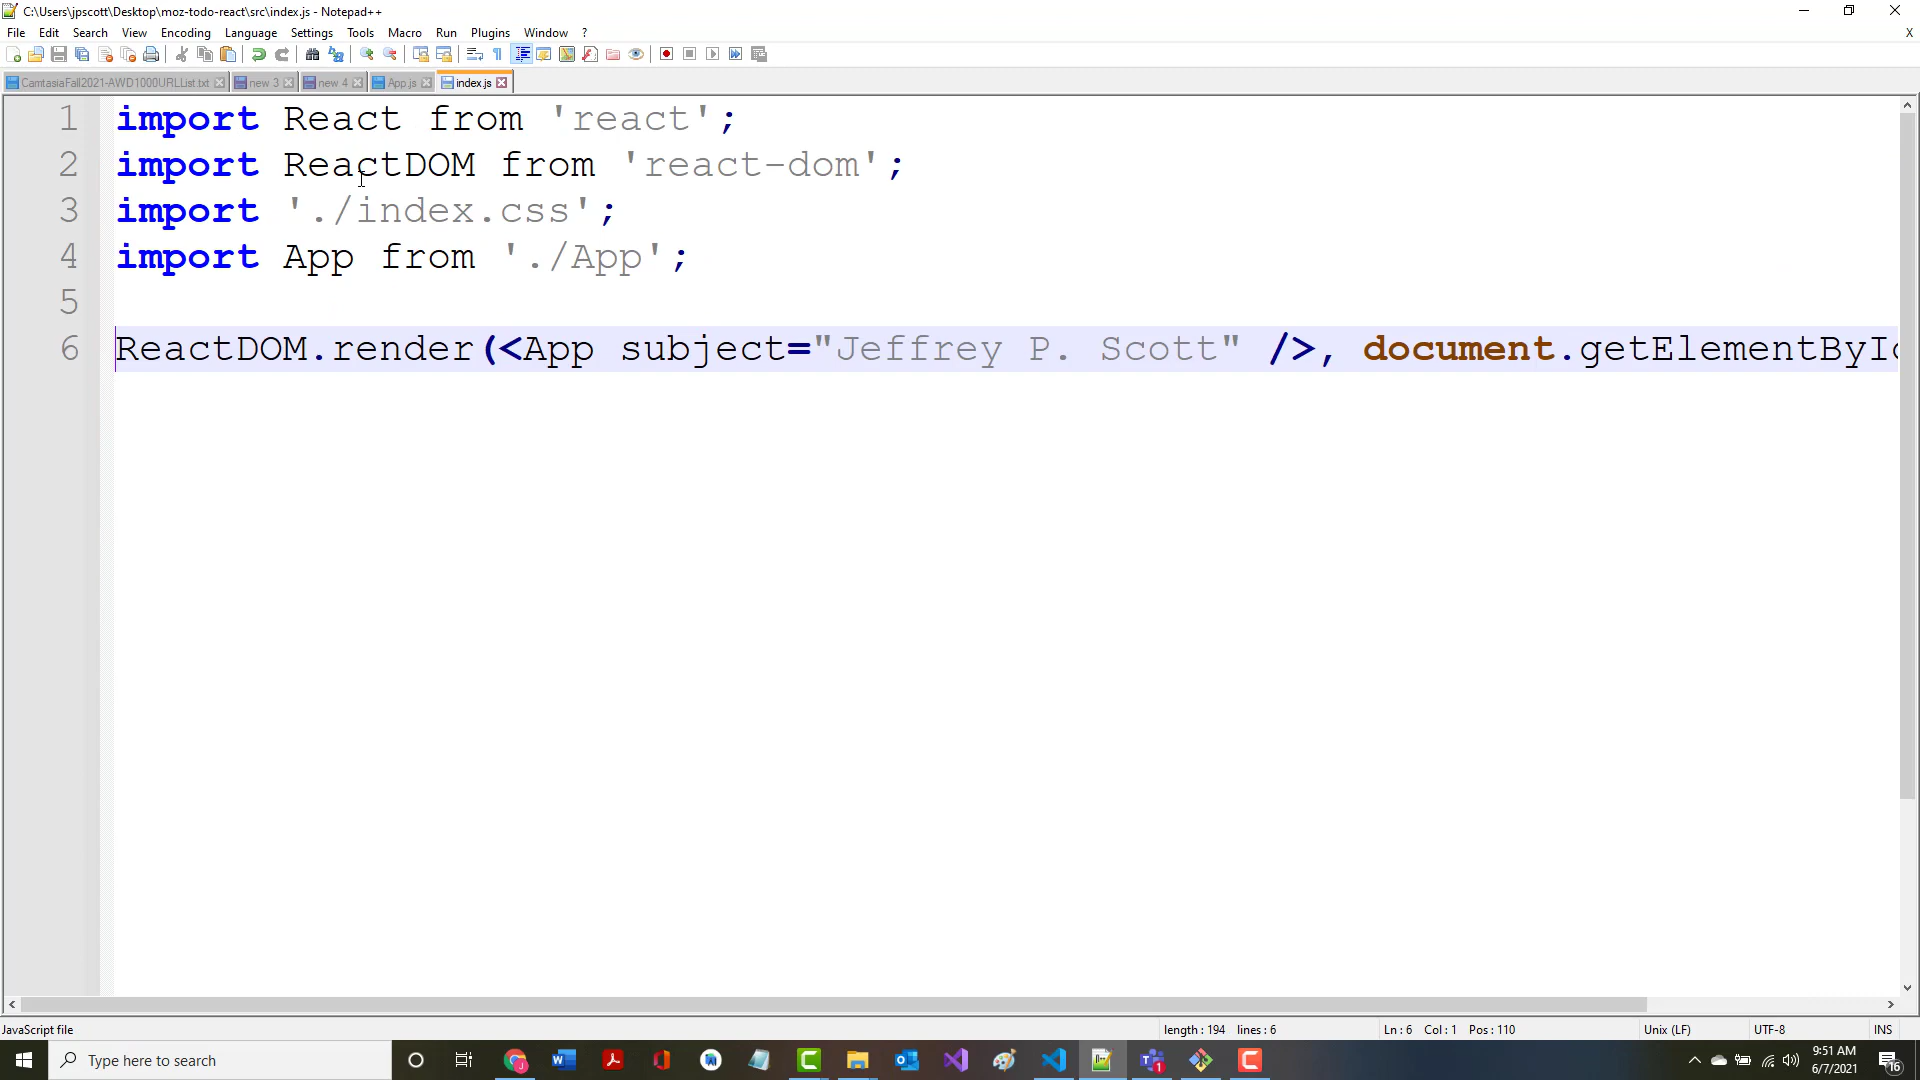 C:\Users\jpscott\Desktop\moz-todo-react\src\index.js - Notepad++
File Edit Search View Encoding Language Settings Tools Macro Run Plugins Window ? X
CamtasiaFall2021-AWD1000URLList.txt new 3 new 4 App.js index.js
1 import React from 'react';
2 import ReactDOM from 'react-dom';
3 import './index.css';
4 import App from './App';
5
6 ReactDOM.render(<App subject="Jeffrey P. Scott" />, document.getElementById
JavaScript file length : 194 lines : 6 Ln : 6 Col : 1 Pos : 110 Unix (LF) UTF-8 INS
Type here to search
9:51 AM
6/7/2021
16